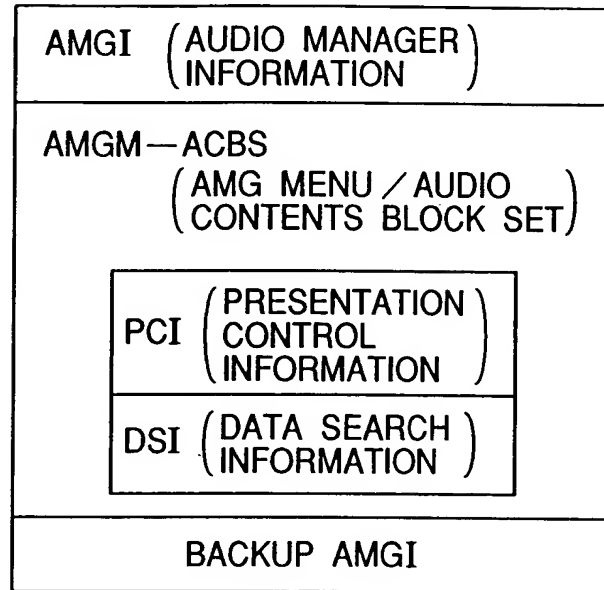 AMGI (AUDIO MANAGER
INFORMATION)
AMGM—ACBS
(AMG MENU / AUDIO
CONTENTS BLOCK SET)
PCI (PRESENTATION
CONTROL
INFORMATION)
DSI (DATA SEARCH
INFORMATION)
BACKUP AMGI